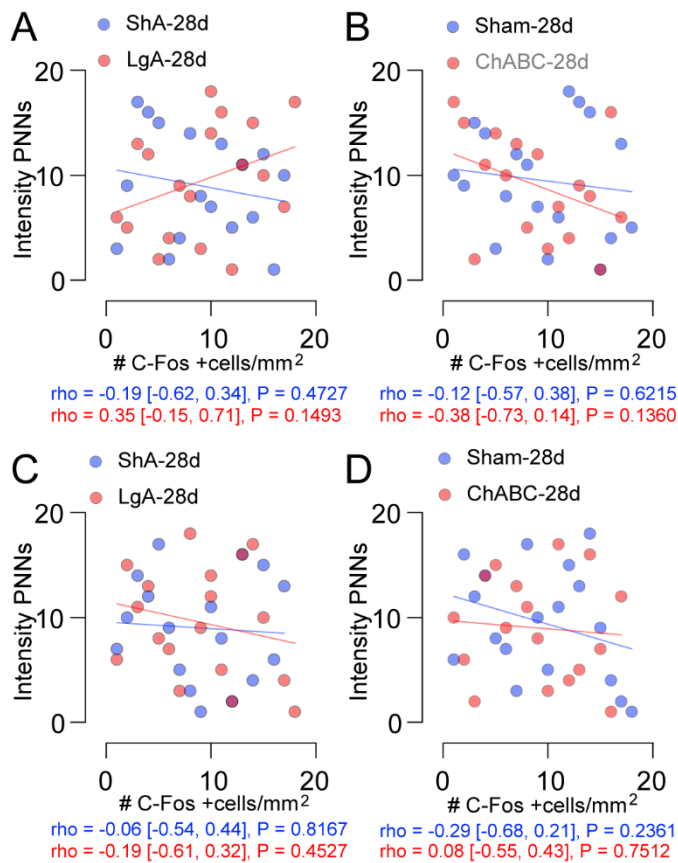 A
ShA-28d
LgA-28d
Intensity PNNs
20
10
0
0 10 20
# C-Fos +cells/mm2
rho = -0.19 [-0.62, 0.34], P = 0.4727
rho = 0.35 [-0.15, 0.71], P = 0.1493
B
Sham-28d
ChABC-28d
Intensity PNNs
20
10
0
0 10 20
# C-Fos +cells/mm2
rho = -0.12 [-0.57, 0.38], P = 0.6215
rho = -0.38 [-0.73, 0.14], P = 0.1360
C
ShA-28d
LgA-28d
Intensity PNNs
20
10
0
0 10 20
# C-Fos +cells/mm2
rho = -0.06 [-0.54, 0.44], P = 0.8167
rho = -0.19 [-0.61, 0.32], P = 0.4527
D
Sham-28d
ChABC-28d
Intensity PNNs
20
10
0
0 10 20
# C-Fos +cells/mm2
rho = -0.29 [-0.68, 0.21], P = 0.2361
rho = 0.08 [-0.55, 0.43], P = 0.7512